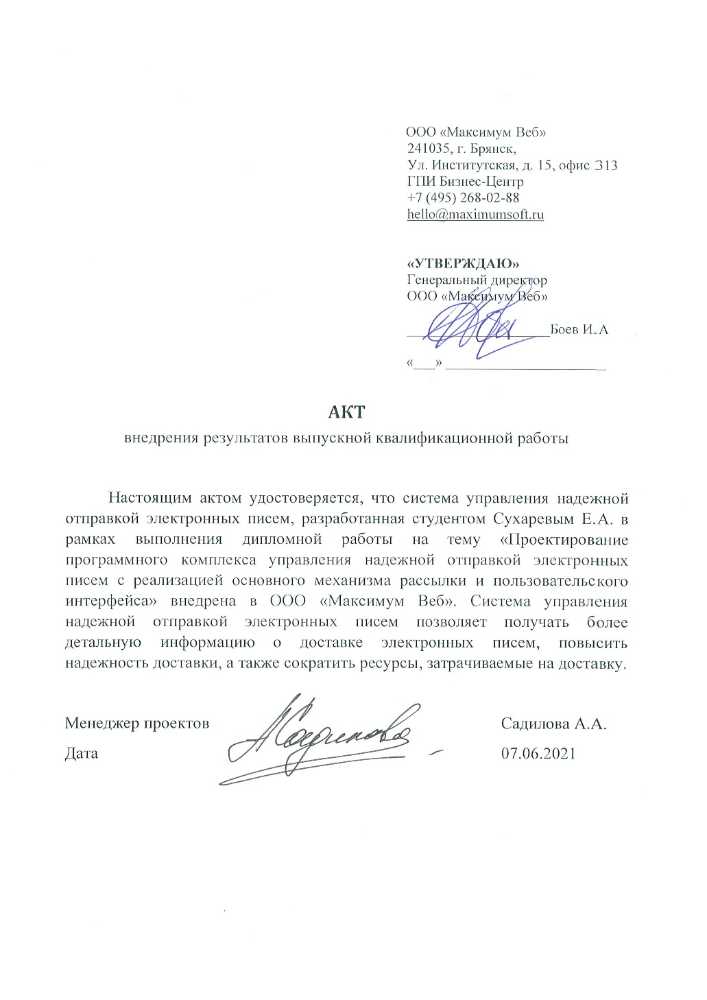 ООО «Максимум Веб»
241035, г. Брянск,
Ул. Институтская, д. 15, офис 313
ГПИ Бизнес-Центр
+7 (495) 268-02-88
hello@maximumsoft.ru
«УТВЕРЖДАЮ»
Генеральный директор
ООО «Максимум Веб»
____________________Боев И.А
«___» ______________________
АКТ
внедрения результатов выпускной квалификационной работы
Настоящим актом удостоверяется, что система управления надежной
отправкой электронных писем, разработанная студентом Сухаревым Е.А. в
рамках выполнения дипломной работы на тему «Проектирование
программного комплекса управления надежной отправкой электронных
писем с реализацией основного механизма рассылки и пользовательского
интерфейса» внедрена в ООО «Максимум Веб». Система управления
надежной отправкой электронных писем позволяет получать более
детальную информацию о доставке электронных писем, повысить
надежность доставки, а также сократить ресурсы, затрачиваемые на доставку.
Менеджер проектов Садилова А.А.
Дата 07.06.2021